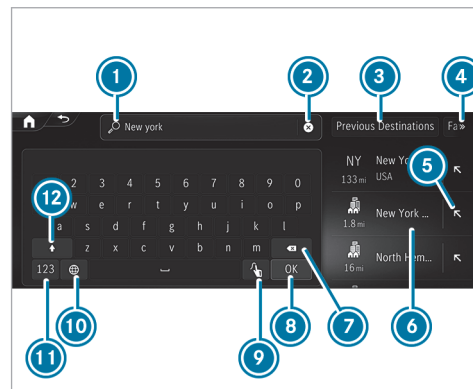 1 2 3 4
New york
Previous Destinations Fa»
NY New Yo
USA
133 mi
5
2 3 4 5 6 7 8 9 0
w e r t y u i o p
12
a s d f g h j k l
New York ...
1.8 mi
z x c v b n m
North Hem...
16 mi
123 OK
11 10 9 8 7 6